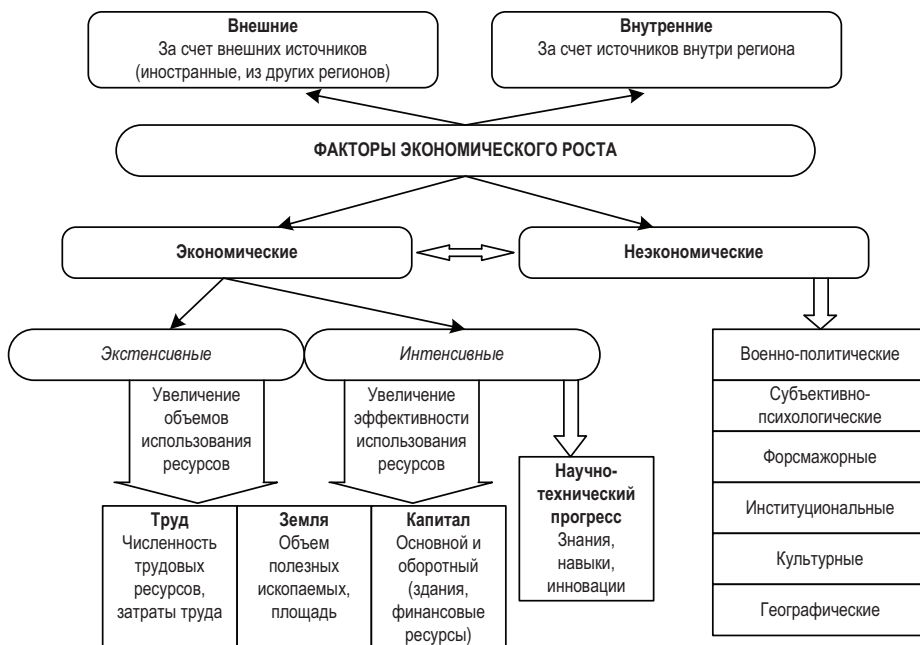 Внешние
За счет внешних источников
(иностранные, из других регионов)
Внутренние
За счет источников внутри региона
ФАКТОРЫ ЭКОНОМИЧЕСКОГО РОСТА
Экономические
Неэкономические
Экстенсивные
Интенсивные
Увеличение
объемов
использования
ресурсов
Увеличение
эффективности
использования
ресурсов
Труд
Численность
трудовых
ресурсов,
затраты труда
Земля
Объем
полезных
ископаемых,
площадь
Капитал
Основной и
оборотный
(здания,
финансовые
ресурсы)
Научно-
технический
прогресс
Знания,
навыки,
инновации
Военно-политические
Субъективно-
психологические
Форсмажорные
Институциональные
Культурные
Географические